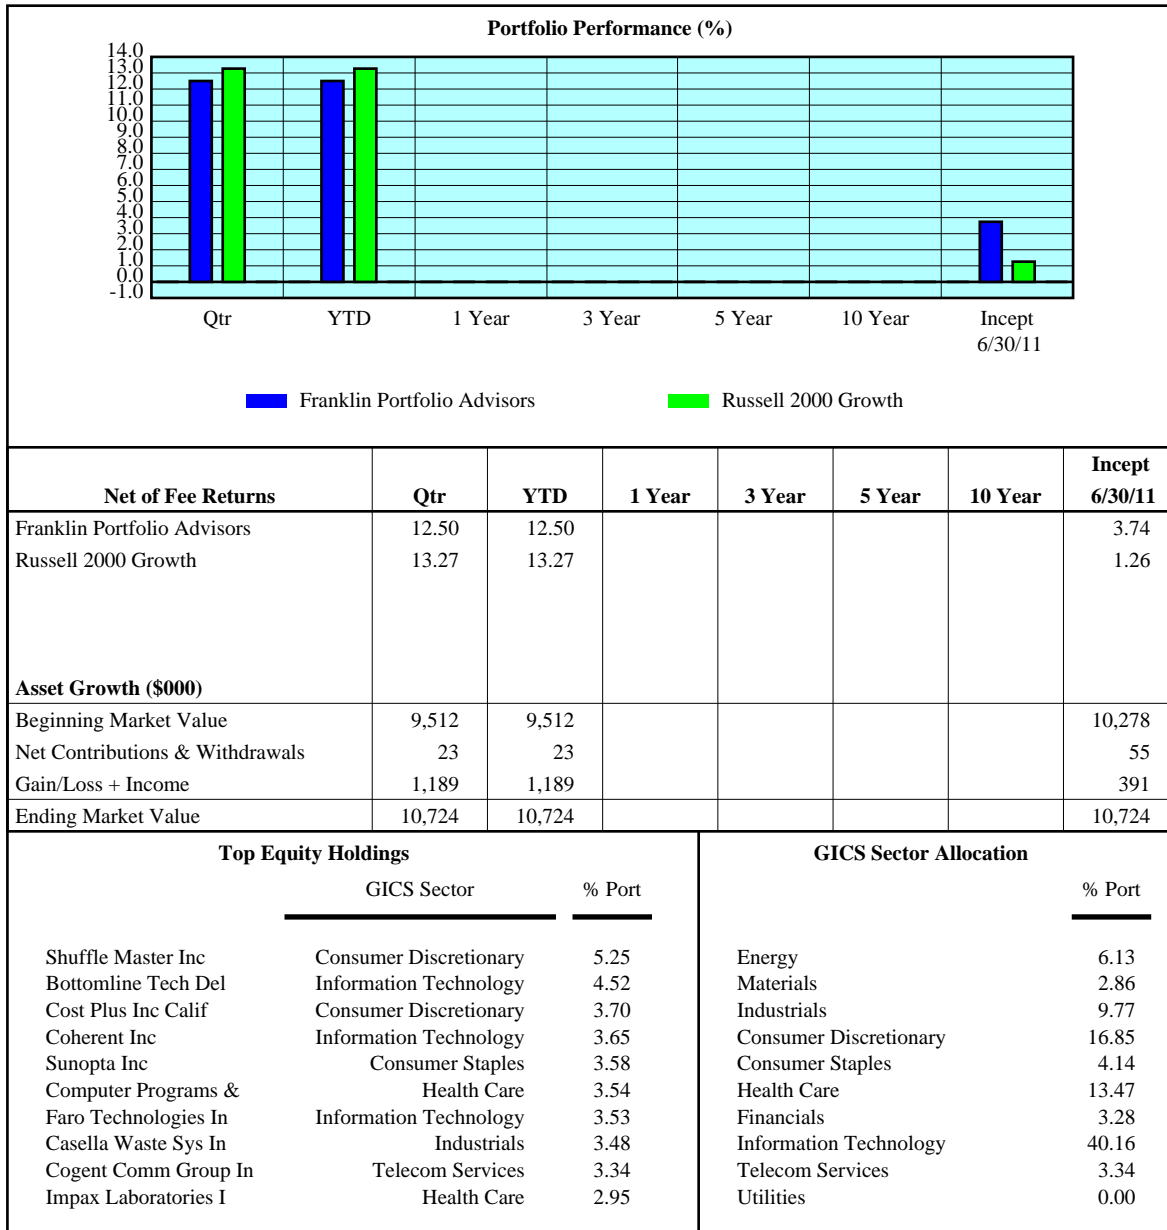 Portfolio Performance (%)
14.0
13.0
12.0
11.0
10.0
9.0
8.0
7.0
6.0
5.0
4.0
3.0
2.0
1.0
0.0
-1.0
Qtr YTD 1 Year 3 Year 5 Year 10 Year Incept
6/30/11
Franklin Portfolio Advisors Russell 2000 Growth
Incept
Net of Fee Returns Qtr YTD 1 Year 3 Year 5 Year 10 Year 6/30/11
Franklin Portfolio Advisors 12.50 12.50 3.74
Russell 2000 Growth 13.27 13.27 1.26
Asset Growth ($000)
Beginning Market Value 9,512 9,512 10,278
Net Contributions & Withdrawals 23 23 55
Gain/Loss + Income 1,189 1,189 391
Ending Market Value 10,724 10,724 10,724
Top Equity Holdings
GICS Sector % Port
Shuffle Master Inc Consumer Discretionary 5.25
Bottomline Tech Del Information Technology 4.52
Cost Plus Inc Calif Consumer Discretionary 3.70
Coherent Inc Information Technology 3.65
Sunopta Inc Consumer Staples 3.58
Computer Programs & Health Care 3.54
Faro Technologies In Information Technology 3.53
Casella Waste Sys In Industrials 3.48
Cogent Comm Group In Telecom Services 3.34
Impax Laboratories I Health Care 2.95
GICS Sector Allocation
% Port
Energy 6.13
Materials 2.86
Industrials 9.77
Consumer Discretionary 16.85
Consumer Staples 4.14
Health Care 13.47
Financials 3.28
Information Technology 40.16
Telecom Services 3.34
Utilities 0.00